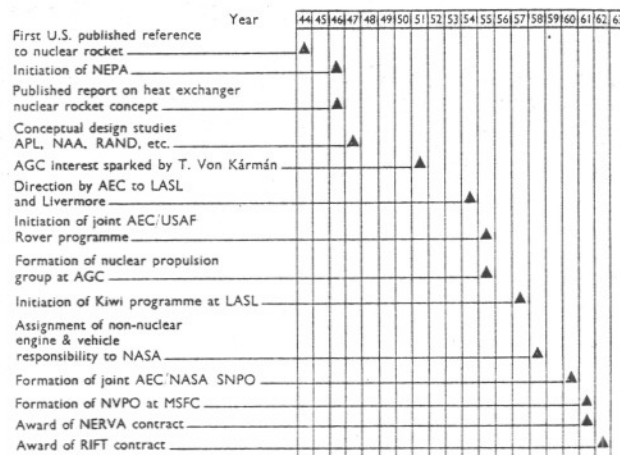 Year 44 45 46 47 48 49 50 51 52 53 54 55 56 57 58 59 60 61 62 63
First U.S. published reference
to nuclear rocket
Initiation of NEPA
Published report on heat exchanger
nuclear rocket concept
Conceptual design studies
APL, NAA, RAND, etc.
AGC interest sparked by T. Von Kármán
Direction by AEC to LASL
and Livermore
Initiation of joint AEC/USAF
Rover programme
Formation of nuclear propulsion
group at AGC
Initiation of Kiwi programme at LASL
Assignment of non-nuclear
engine & vehicle
responsibility to NASA
Formation of joint AEC/NASA SNPO
Formation of NVPO at MSFC
Award of NERVA contract
Award of RIFT contract